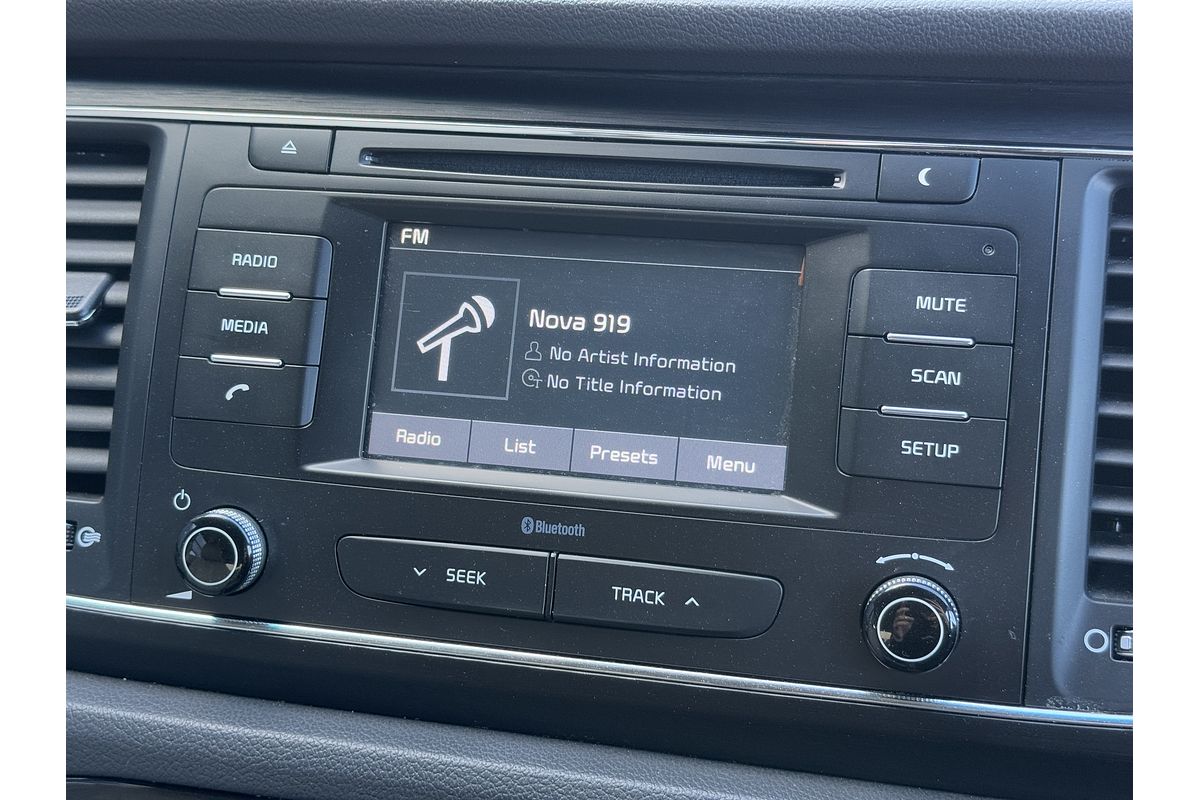 FM
RADIO
MEDIA
Nova 919
No Artist Information
No Title Information
Radio
List
Presets
Menu
MUTE
SCAN
SETUP
Bluetooth
SEEK
TRACK